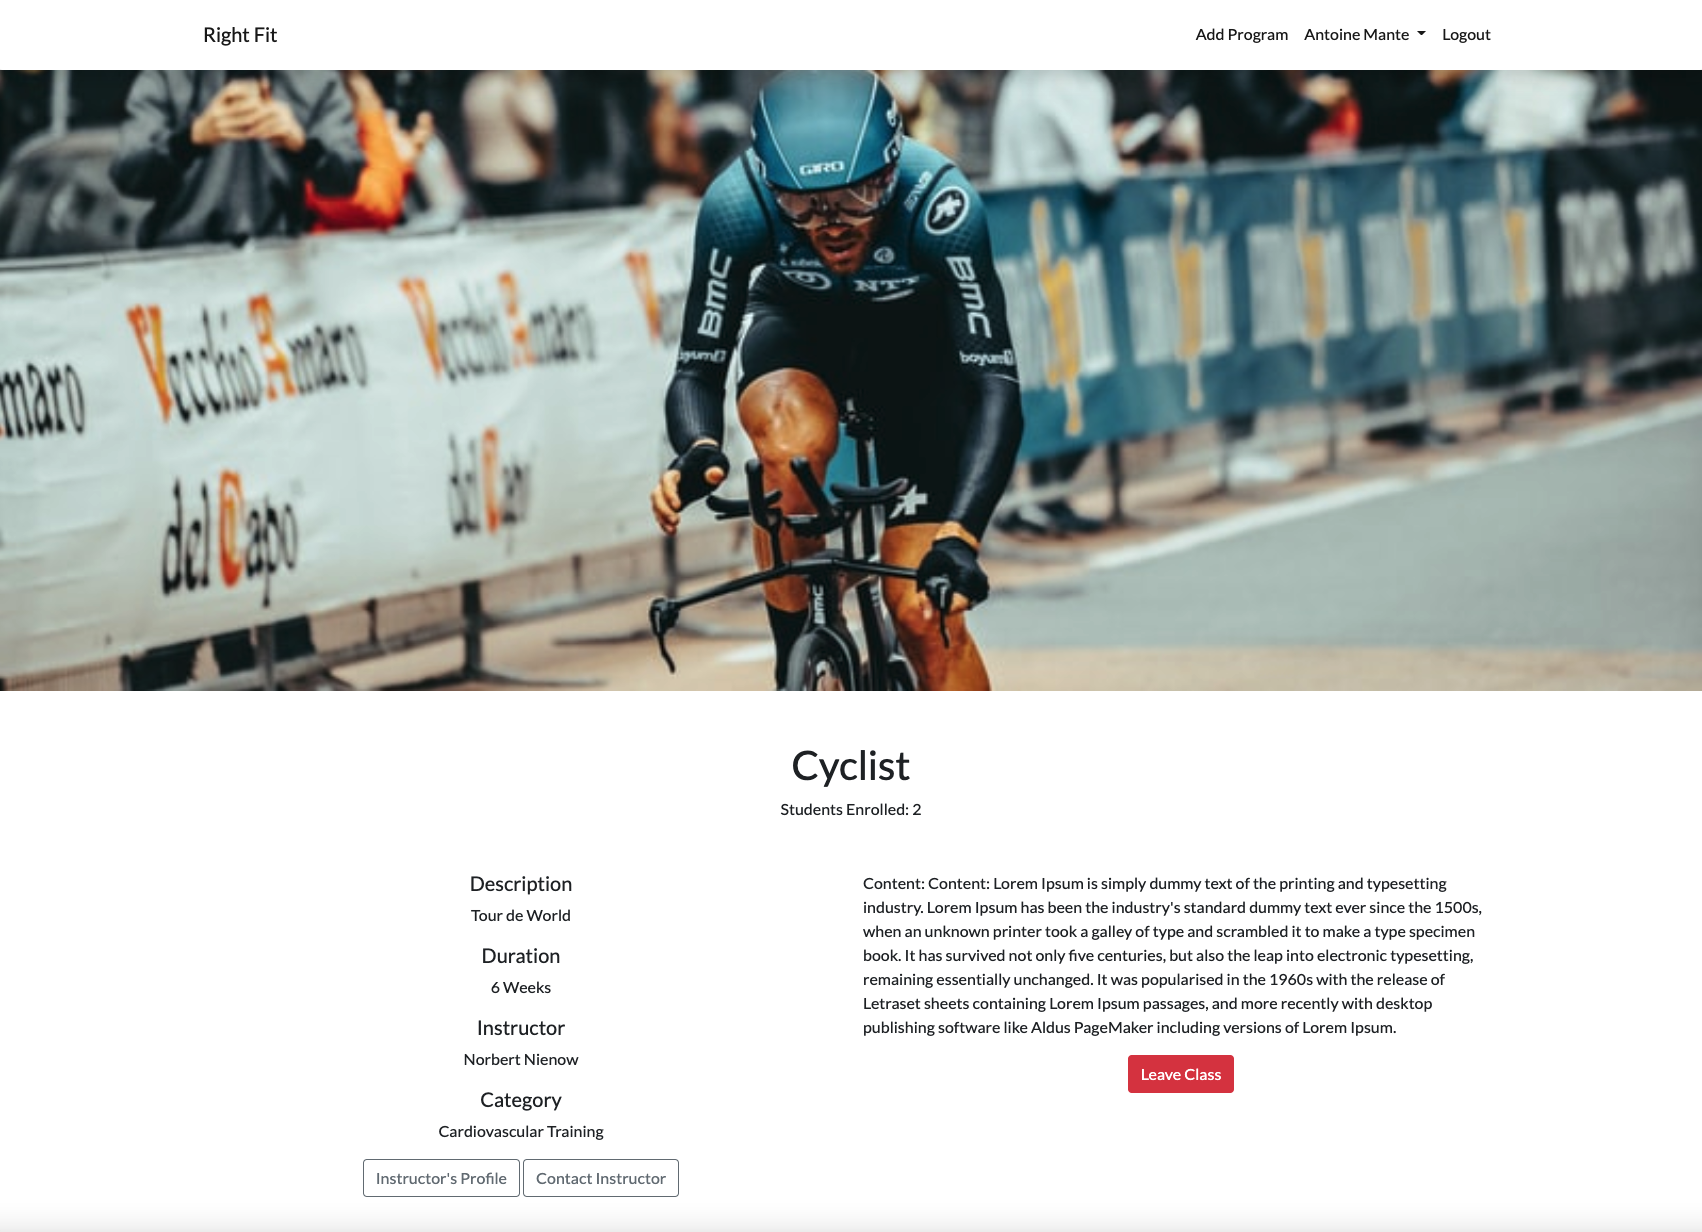 Right Fit
Add Program Antoine Mante Logout
GIRO
BMC
BMC
NTT
boyum
boyum
Vecchio Amaro
Vecchio Amaro
maro
del Capo
del Capo
BMC
Cyclist
Students Enrolled: 2
Description
Tour de World
Duration
6 Weeks
Instructor
Norbert Nienow
Category
Cardiovascular Training
Instructor's Profile Contact Instructor
Content: Content: Lorem Ipsum is simply dummy text of the printing and typesetting
industry. Lorem Ipsum has been the industry's standard dummy text ever since the 1500s,
when an unknown printer took a galley of type and scrambled it to make a type specimen
book. It has survived not only five centuries, but also the leap into electronic typesetting,
remaining essentially unchanged. It was popularised in the 1960s with the release of
Letraset sheets containing Lorem Ipsum passages, and more recently with desktop
publishing software like Aldus PageMaker including versions of Lorem Ipsum.
Leave Class